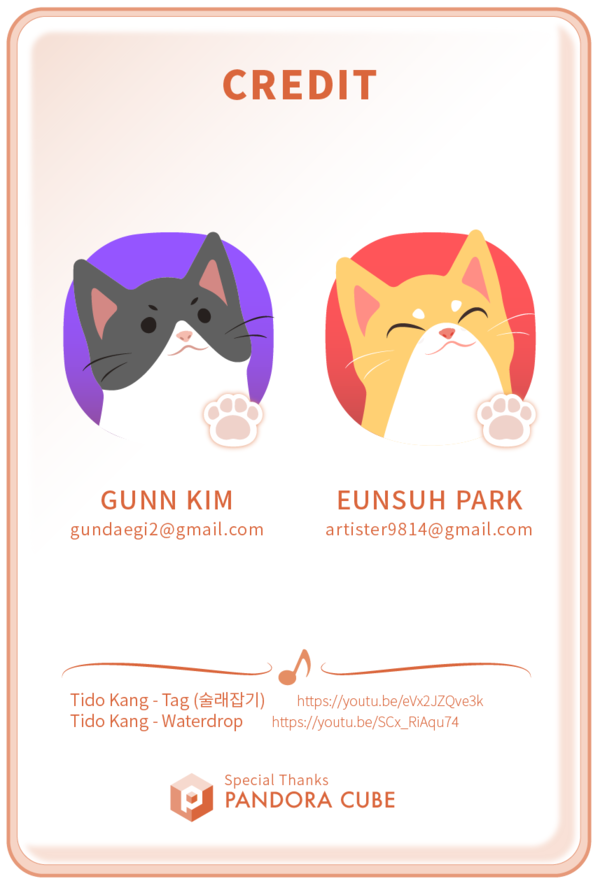 CREDIT
GUNN KIM
gundaegi2@gmail.com
EUNSUH PARK
artister9814@gmail.com
Tido Kang - Tag (술래잡기) https://youtu.be/eVx2JZQve3k
Tido Kang - Waterdrop https://youtu.be/SCx_RiAqu74
Special Thanks
PANDORA CUBE